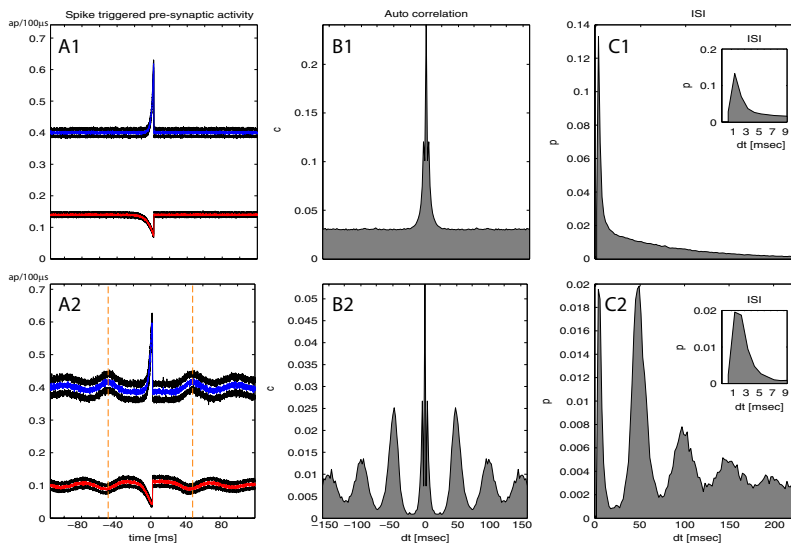 Spike triggered pre-synaptic activity
Auto correlation
ISI
ap/100µs
A1
0.7
0.6
0.5
0.4
0.3
0.2
0.1
0
B1
c
0.2
0.15
0.1
0.05
0
C1
p
0.14
0.12
0.10
0.08
0.06
0.04
0.02
0
ISI
p
0.2
0.1
0
1 3 5 7 9
dt [msec]
ap/100µs
A2
0.7
0.6
0.5
0.4
0.3
0.2
0.1
0
−80 −40 0 40 80
time [ms]
B2
c
0.05
0.045
0.04
0.035
0.03
0.025
0.02
0.015
0.01
0.005
0
−150 −100 −50 0 50 100 150
dt [msec]
C2
p
0.02
0.018
0.016
0.014
0.012
0.010
0.008
0.006
0.004
0.002
0
0 50 100 150 200
dt [msec]
ISI
p
0.02
0.01
0
1 3 5 7 9
dt [msec]